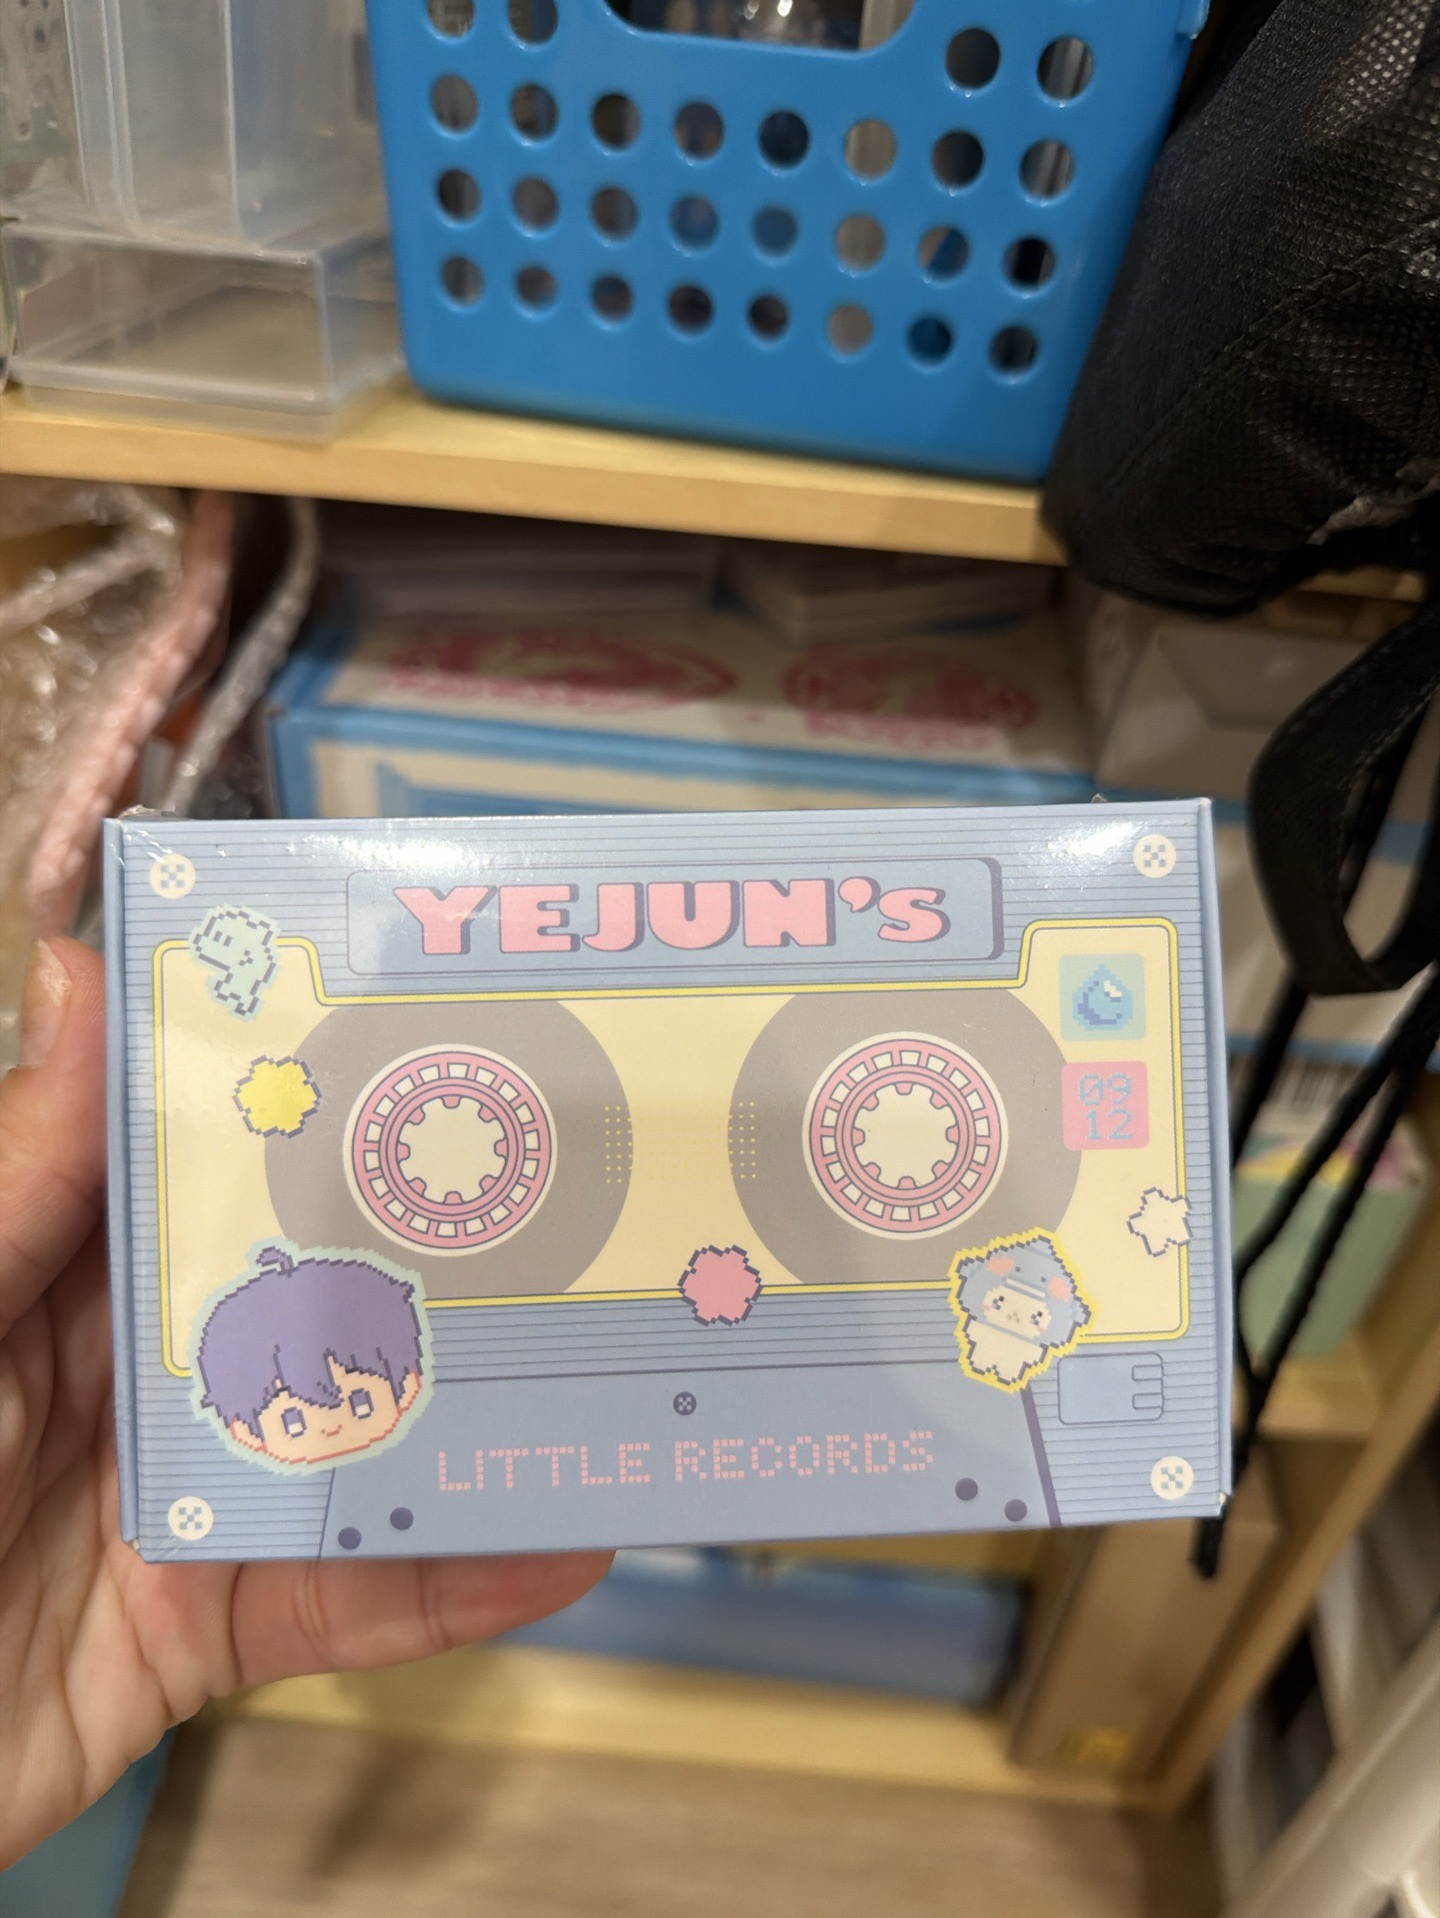 YEJUN's
09
12
LITTLE RECORDS